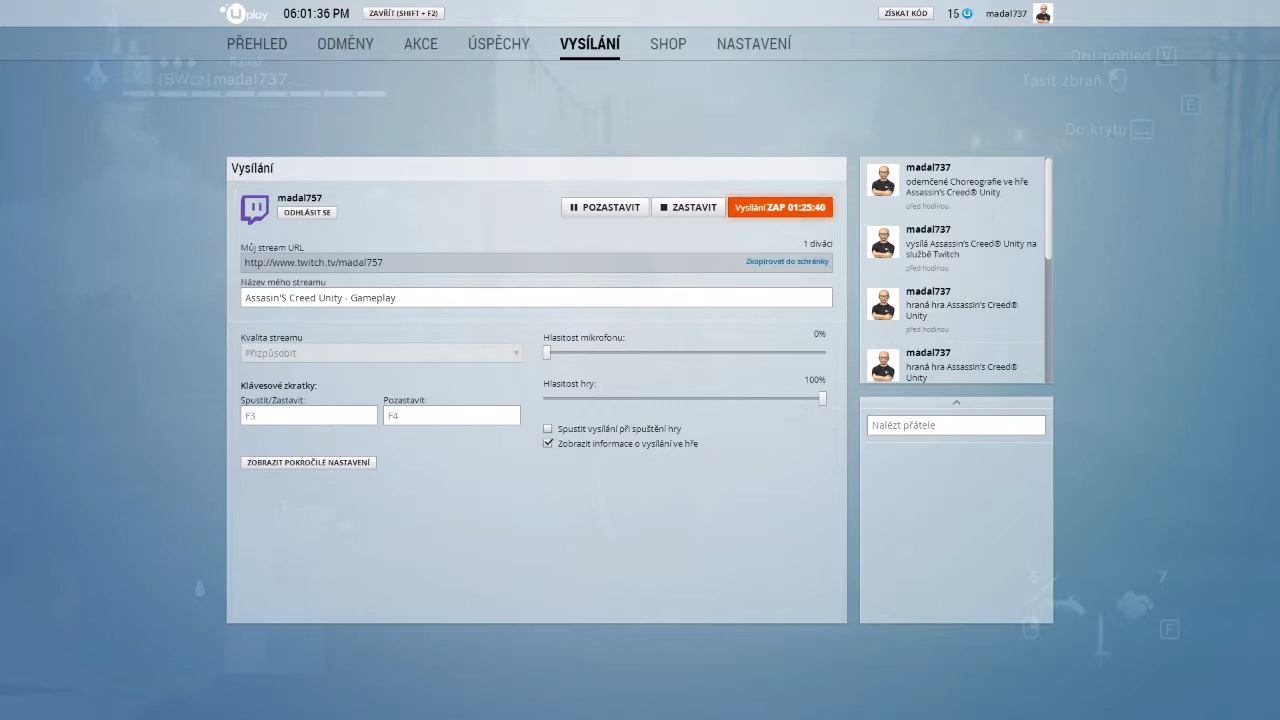 uplay 06:01:36 PM ZAVŘÍT (SHIFT + F2) ZÍSKAT KÓD 15 madal737
PŘEHLED ODMĚNY AKCE ÚSPĚCHY VYSÍLÁNÍ SHOP NASTAVENÍ
[BWcz]madal737
pohled V
Tasit zbraň
E
Do krytu
Vysílání
madal757
ODHLÁSIT SE
POZASTAVIT ZASTAVIT Vysílání ZAP 01:25:40
Můj stream URL 1 diváci
http://www.twitch.tv/madal757 Zkopírovat do schránky
Název mého streamu
Assasin'S Creed Unity - Gameplay
Kvalita streamu
Přizpůsobit
Klávesové zkratky:
Spustit/Zastavit: Pozastavit:
F3 F4
ZOBRAZIT POKROČILÉ NASTAVENÍ
Hlasitost mikrofonu: 0%
Hlasitost hry: 100%
Spustit vysílání při spuštění hry
Zobrazit informace o vysílání ve hře
madal737
odemčené Choreografie ve hře
Assassin's Creed® Unity
před hodinou
madal737
vysílá Assassin's Creed® Unity na
službě Twitch
před hodinou
madal737
hraná hra Assassin's Creed®
Unity
před hodinou
madal737
hraná hra Assassin's Creed®
Unity
Nalézt přátele
5 7
F